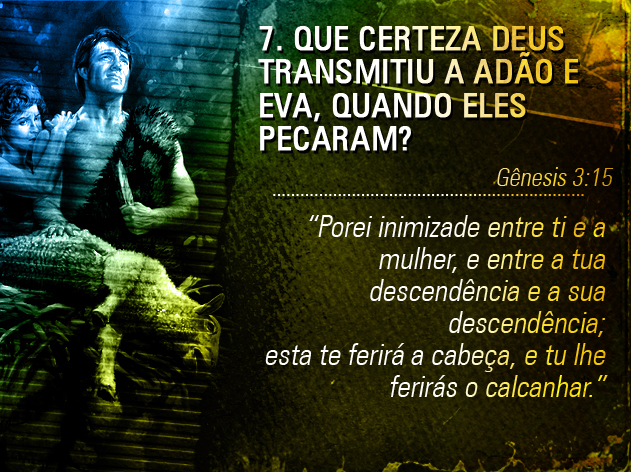 7. QUE CERTEZA DEUS
TRANSMITIU A ADÃO E
EVA, QUANDO ELES
PECARAM?
Gênesis 3:15
“Porei inimizade entre ti e a
mulher, e entre a tua
descendência e a sua
descendência;
esta te ferirá a cabeça, e tu lhe
ferirás o calcanhar.”